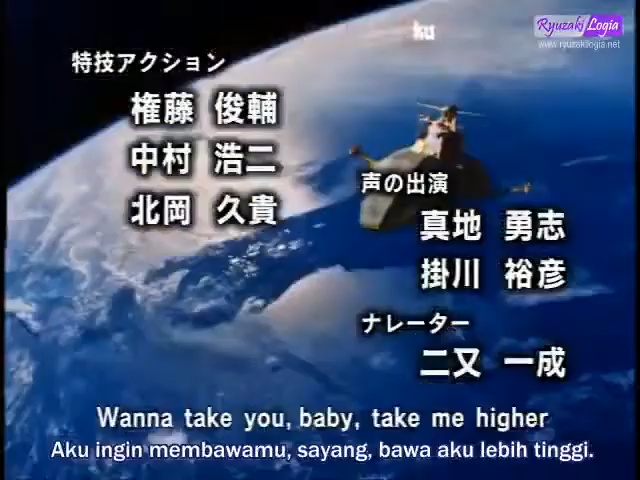 Ryuzaki Logia
www.ryuzakilogia.net
ku
特技アクション
権藤 俊輔
中村 浩二
北岡 久貴
声の出演
真地 勇志
掛川 裕彦
ナレーター
二又 一成
Wanna take you, baby, take me higher
Aku ingin membawamu, sayang, bawa aku lebih tinggi.